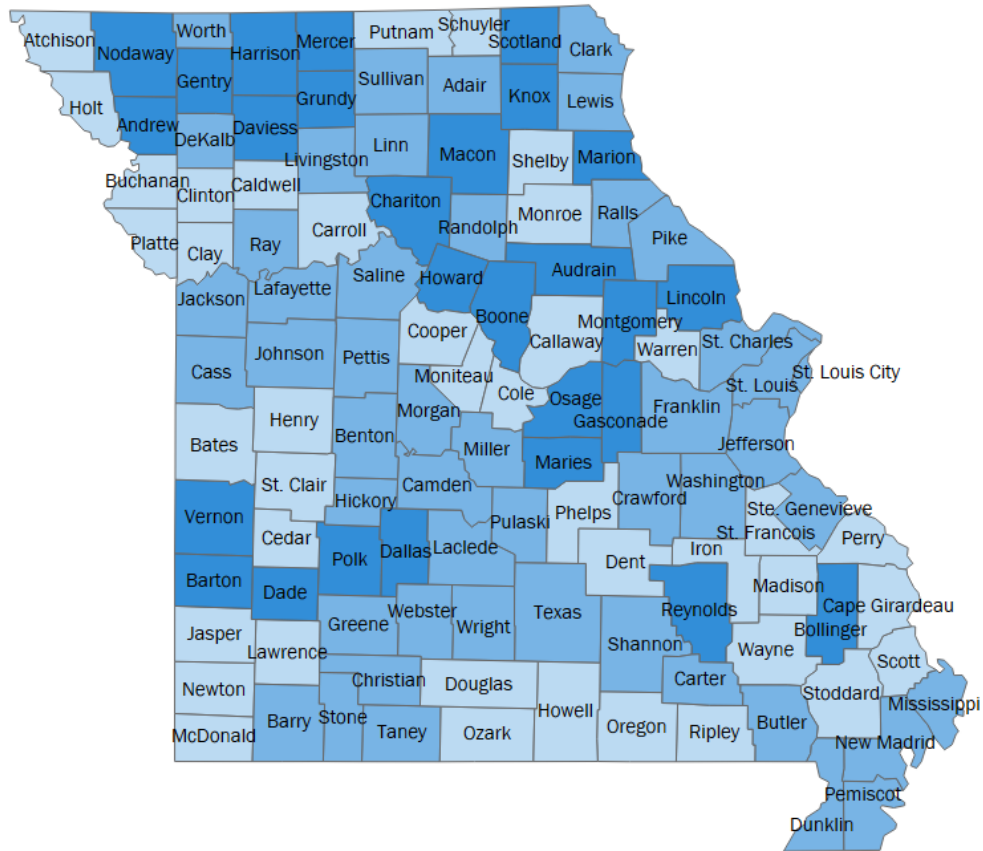 Atchison
Nodaway
Worth
Harrison
Mercer
Putnam
Schuyler
Scotland
Clark
Gentry
Sullivan
Adair
Knox
Lewis
Holt
Andrew
DeKalb
Daviess
Grundy
Livingston
Linn
Macon
Shelby
Marion
Buchanan
Clinton
Caldwell
Chariton
Randolph
Monroe
Ralls
Platte
Clay
Ray
Carroll
Pike
Jackson
Lafayette
Saline
Howard
Audrain
Boone
Lincoln
Montgomery
Callaway
Cooper
Warren
St. Charles
Cass
Johnson
Pettis
Moniteau
Cole
Osage
Gasconade
Franklin
St. Louis
St. Louis City
Bates
Henry
Benton
Morgan
Miller
Maries
Jefferson
St. Clair
Hickory
Camden
Pulaski
Phelps
Crawford
Washington
Ste. Genevieve
St. Francois
Perry
Vernon
Cedar
Polk
Dallas
Laclede
Dent
Iron
Madison
Cape Girardeau
Bollinger
Barton
Dade
Greene
Webster
Wright
Texas
Shannon
Reynolds
Wayne
Scott
Jasper
Lawrence
Christian
Douglas
Howell
Carter
Stoddard
Mississippi
Newton
McDonald
Barry
Stone
Taney
Ozark
Oregon
Ripley
Butler
New Madrid
Pemiscot
Dunklin